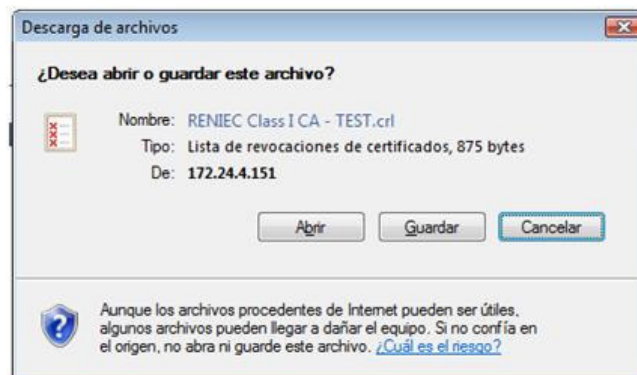 Descarga de archivos
¿Desea abrir o guardar este archivo?
Nombre: RENIEC Class I CA - TEST.crl
Tipo: Lista de revocaciones de certificados, 875 bytes
De: 172.24.4.151
Abrir Guardar Cancelar
Aunque los archivos procedentes de Internet pueden ser útiles,
algunos archivos pueden llegar a dañar el equipo. Si no confía en
el origen, no abra ni guarde este archivo. ¿Cuál es el riesgo?